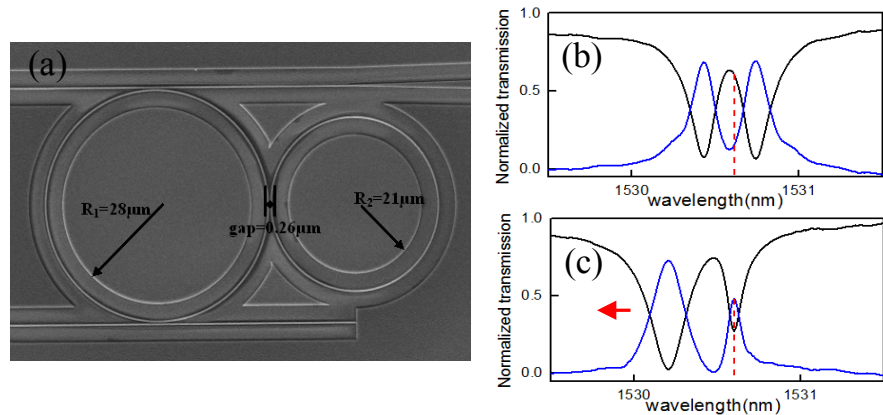 (a)
R1=28μm
gap=0.26μm
R2=21μm
(b)
Normalized transmission
1.0
0.5
0.0
1530
1531
wavelength(nm)
(c)
Normalized transmission
1.0
0.5
0.0
1530
1531
wavelength(nm)